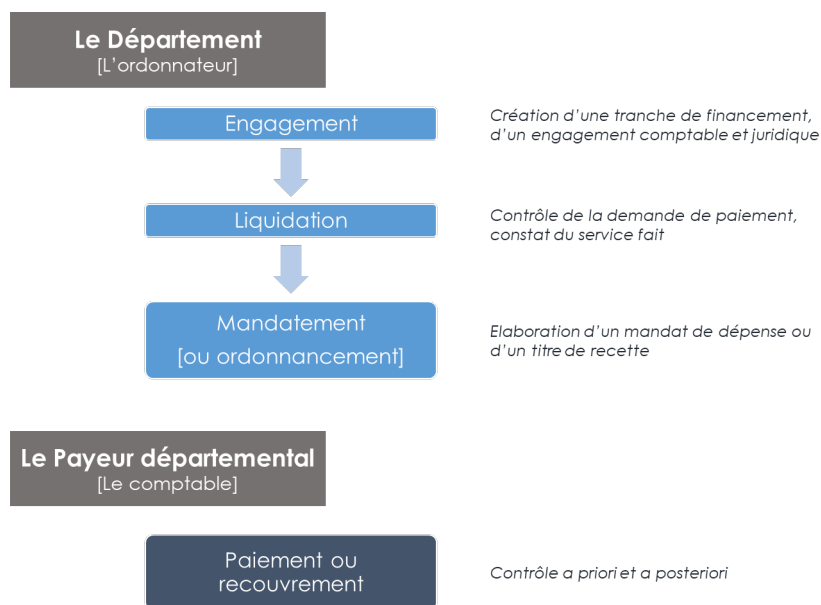 Le Département
[L'ordonnateur]
Engagement
Création d'une tranche de financement,
d'un engagement comptable et juridique
Liquidation
Contrôle de la demande de paiement,
constat du service fait
Mandatement
[ou ordonnancement]
Elaboration d'un mandat de dépense ou
d'un titre de recette
Le Payeur départemental
[Le comptable]
Paiement ou
recouvrement
Contrôle a priori et a posteriori